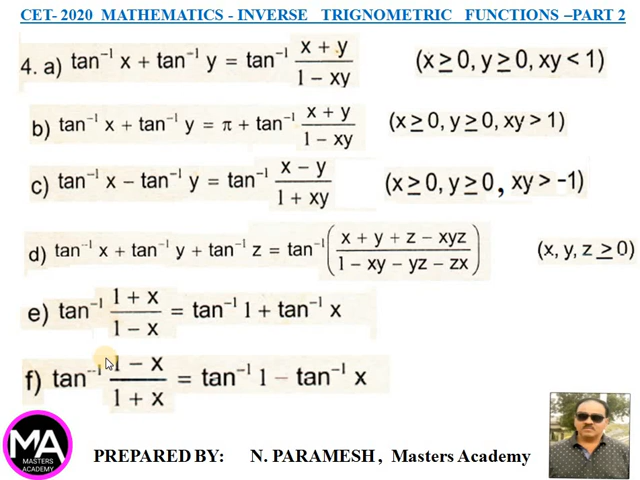 CET- 2020 MATHEMATICS - INVERSE TRIGNOMETRIC FUNCTIONS –PART 2
4. a) tan⁻¹ x + tan⁻¹ y = tan⁻¹ (x + y)/(1 − xy) (x ≥ 0, y ≥ 0, xy < 1)
b) tan⁻¹ x + tan⁻¹ y = π + tan⁻¹ (x + y)/(1 − xy) (x ≥ 0, y ≥ 0, xy > 1)
c) tan⁻¹ x − tan⁻¹ y = tan⁻¹ (x − y)/(1 + xy) (x ≥ 0, y ≥ 0, xy > -1)
d) tan⁻¹ x + tan⁻¹ y + tan⁻¹ z = tan⁻¹ ((x + y + z − xyz)/(1 − xy − yz − zx)) (x, y, z ≥ 0)
e) tan⁻¹ (1 + x)/(1 − x) = tan⁻¹ 1 + tan⁻¹ x
f) tan⁻¹ (1 − x)/(1 + x) = tan⁻¹ 1 − tan⁻¹ x
MA
MASTERS
ACADEMY
PREPARED BY: N. PARAMESH , Masters Academy